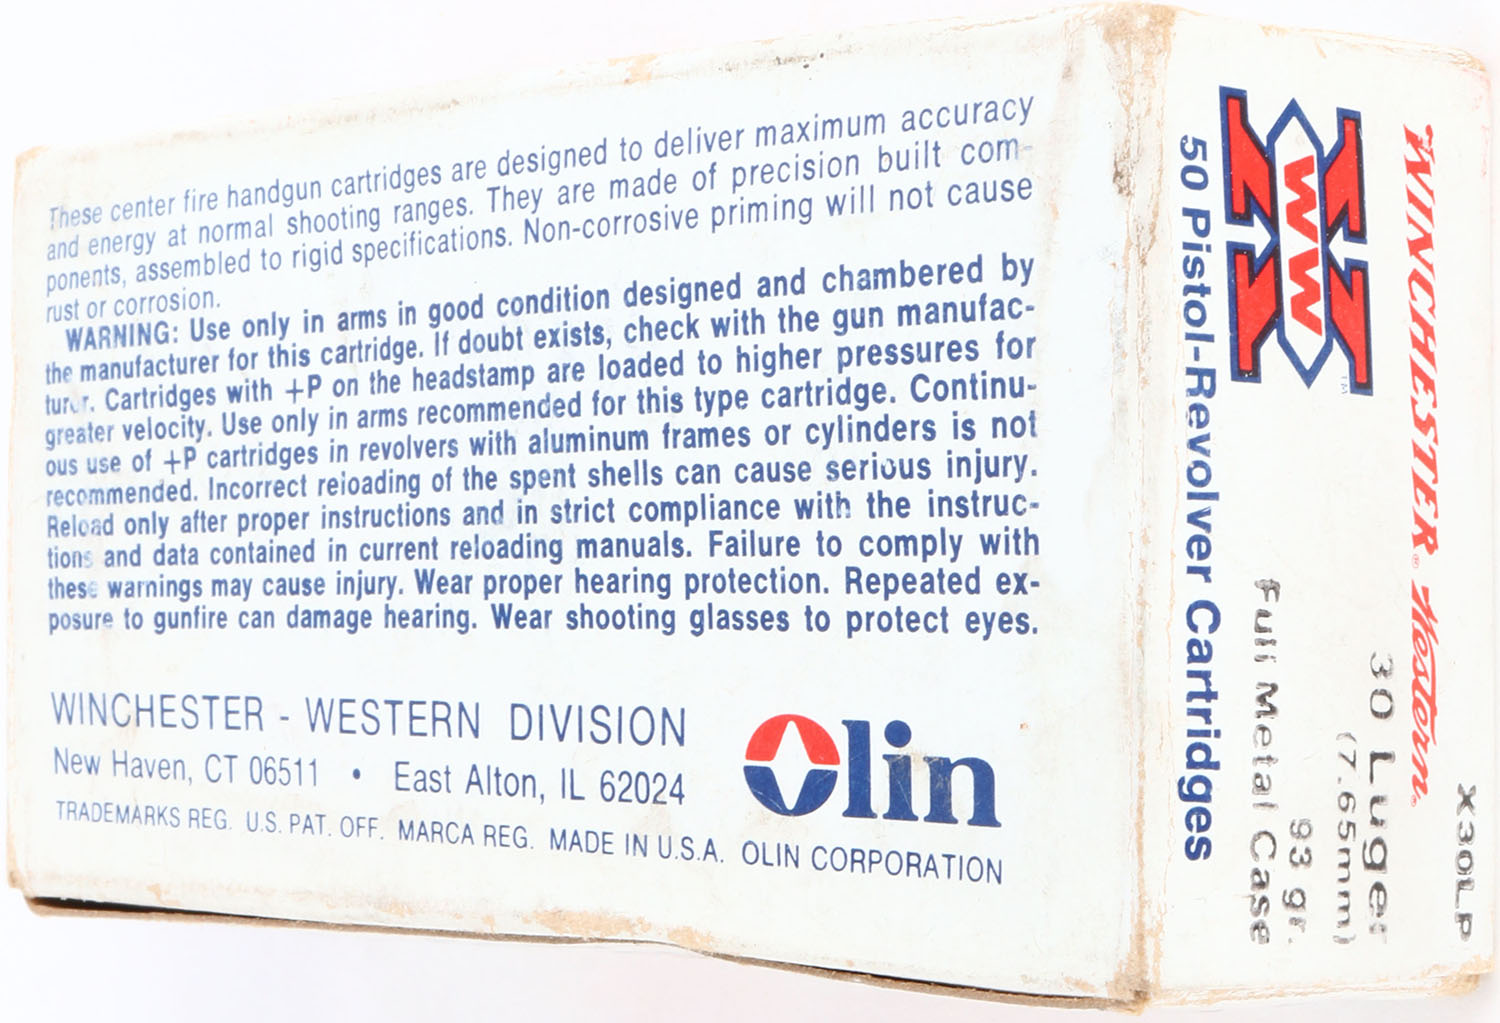 These center fire handgun cartridges are designed to deliver maximum accuracy
and energy at normal shooting ranges. They are made of precision built com-
ponents, assembled to rigid specifications. Non-corrosive priming will not cause
rust or corrosion.
WARNING: Use only in arms in good condition designed and chambered by
the manufacturer for this cartridge. If doubt exists, check with the gun manufac-
turer. Cartridges with +P on the headstamp are loaded to higher pressures for
greater velocity. Use only in arms recommended for this type cartridge. Continu-
ous use of +P cartridges in revolvers with aluminum frames or cylinders is not
recommended. Incorrect reloading of the spent shells can cause serious injury.
Reload only after proper instructions and in strict compliance with the instruc-
tions and data contained in current reloading manuals. Failure to comply with
these warnings may cause injury. Wear proper hearing protection. Repeated ex-
posure to gunfire can damage hearing. Wear shooting glasses to protect eyes.
WINCHESTER - WESTERN DIVISION
New Haven, CT 06511 • East Alton, IL 62024
TRADEMARKS REG. U.S. PAT. OFF. MARCA REG. MADE IN U.S.A. OLIN CORPORATION
Olin
X30LP
WINCHESTER® Western®
30 Luger
(7.65mm)
XX WW ™
93 gr.
Full Metal Case
50 Pistol-Revolver Cartridges